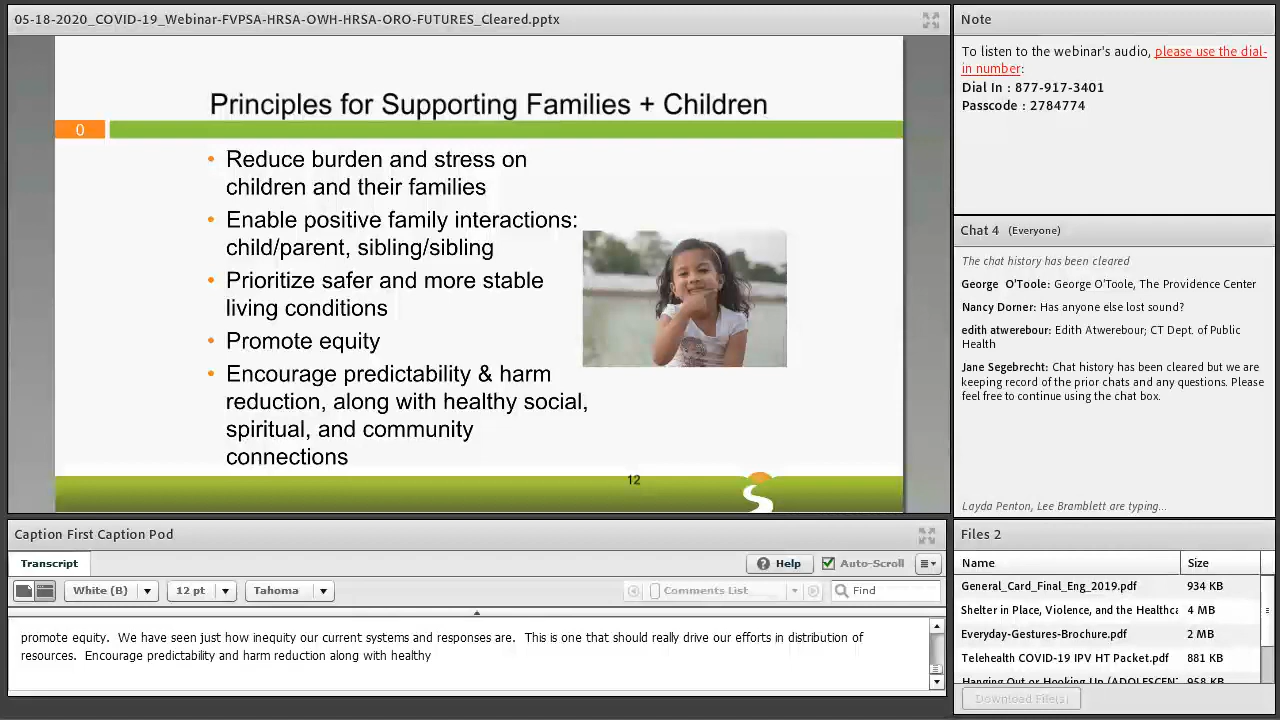 05-18-2020_COVID-19_Webinar-FVPSA-HRSA-OWH-HRSA-ORO-FUTURES_Cleared.pptx
Principles for Supporting Families + Children
0
• Reduce burden and stress on
children and their families
• Enable positive family interactions:
child/parent, sibling/sibling
• Prioritize safer and more stable
living conditions
• Promote equity
• Encourage predictability & harm
reduction, along with healthy social,
spiritual, and community
connections
12
Note
To listen to the webinar's audio, please use the dial-
in number:
Dial In : 877-917-3401
Passcode : 2784774
Chat 4 (Everyone)
The chat history has been cleared
George O'Toole: George O'Toole, The Providence Center
Nancy Dorner: Has anyone else lost sound?
edith atwerebour: Edith Atwerebour; CT Dept. of Public
Health
Jane Segebrecht: Chat history has been cleared but we are
keeping record of the prior chats and any questions. Please
feel free to continue using the chat box.
Layda Penton, Lee Bramblett are typing...
Caption First Caption Pod
Transcript
? Help
Auto-Scroll
White (B)
12 pt
Tahoma
Comments List
Find
promote equity. We have seen just how inequity our current systems and responses are. This is one that should really drive our efforts in distribution of
resources. Encourage predictability and harm reduction along with healthy
Files 2
Name Size
General_Card_Final_Eng_2019.pdf 934 KB
Shelter in Place, Violence, and the Healthca 4 MB
Everyday-Gestures-Brochure.pdf 2 MB
Telehealth COVID-19 IPV HT Packet.pdf 881 KB
Hanging Out or Hooking Up (ADOLESCEN 958 KB
Download File(s)